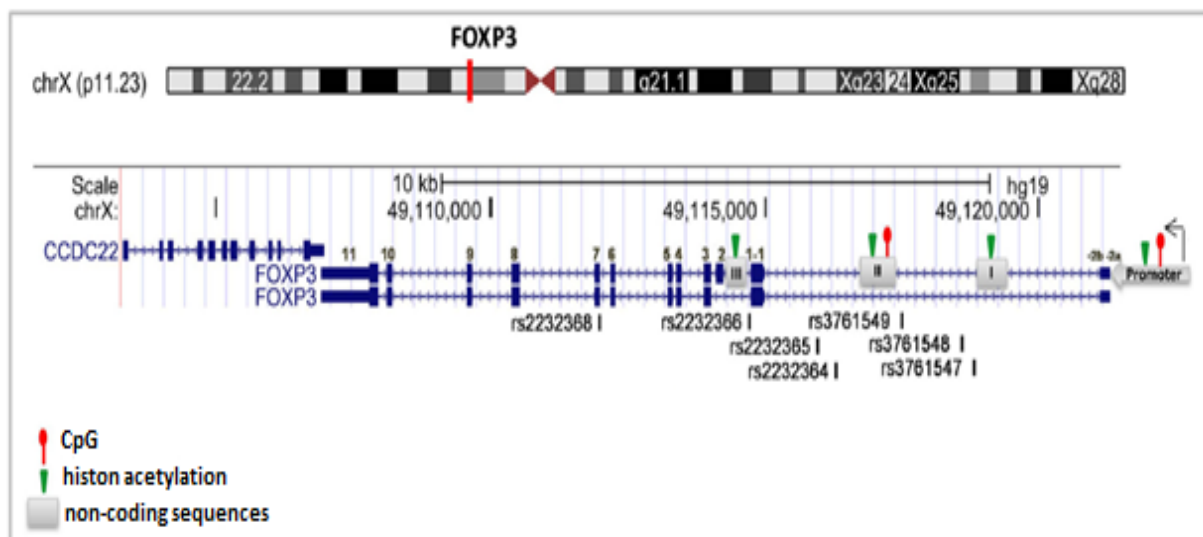 FOXP3
chrX (p11.23) 22.2 q21.1 Xq23 24 Xq25 Xq28
Scale 10 kb hg19
chrX: 49,110,000 49,115,000 49,120,000
CCDC22
11 10 9 8 7 6 5 4 3 2 1 -1 -2b -2a
FOXP3 III II I Promoter
FOXP3
rs2232368 rs2232366 rs3761549
rs2232365 rs3761548
rs2232364 rs3761547
CpG
histon acetylation
non-coding sequences